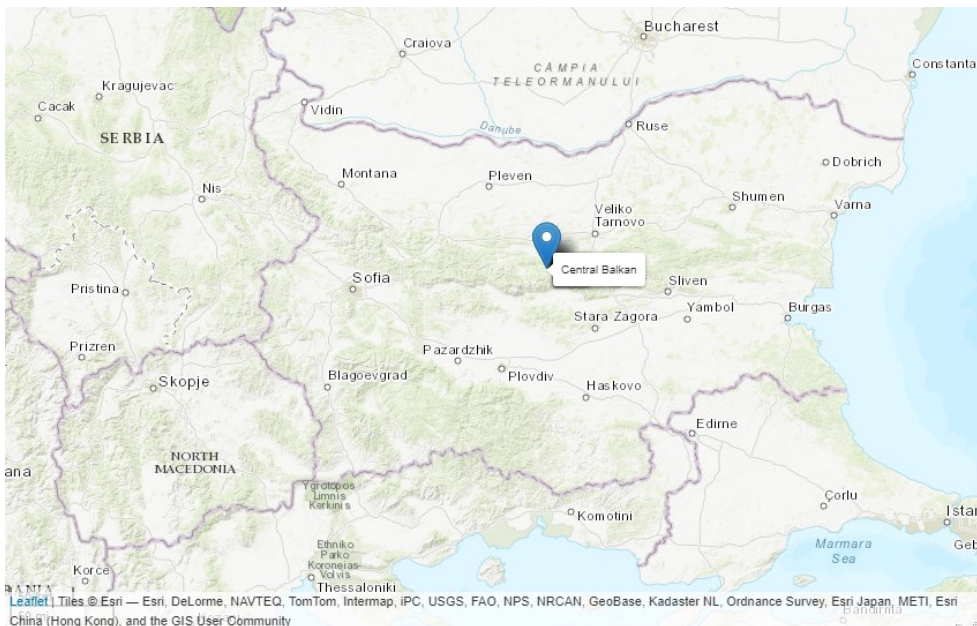 Bucharest
Craiova
CÂMPIA
TELEORMANULUI
Constanta
Kragujevac
Cacak
Vidin
Danube
Ruse
SERBIA
Dobrich
Montana
Pleven
Nis
Shumen
Varna
Veliko
Tarnovo
Central Balkan
Sofia
Sliven
Pristina
Stara Zagora
Yambol
Burgas
Prizren
Pazardzhik
Plovdiv
Skopje
Blagoevgrad
Haskovo
Edirne
NORTH
MACEDONIA
ana
Ygrotopos
Limnis
Kerkinis
Çorlu
Komotini
Istan
Ethniko
Parko
Koroneias-
Volvis
Marmara
Sea
Geb
Korce
Thessaloniki
Leaflet | Tiles © Esri — Esri, DeLorme, NAVTEQ, TomTom, Intermap, iPC, USGS, FAO, NPS, NRCAN, GeoBase, Kadaster NL, Ordnance Survey, Esri Japan, METI, Esri
China (Hong Kong), and the GIS User Community
Bandirma